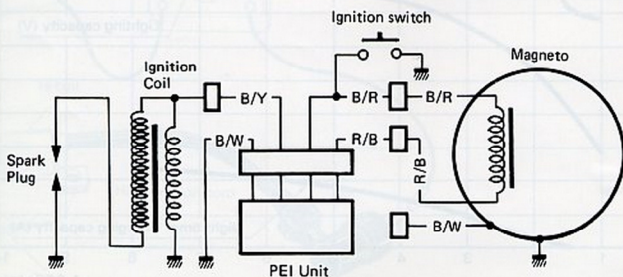 Ignition switch
Magneto
Ignition
Coil
B/Y
B/R
B/R
B/W
R/B
R/B
Spark
Plug
B/W
PEI Unit